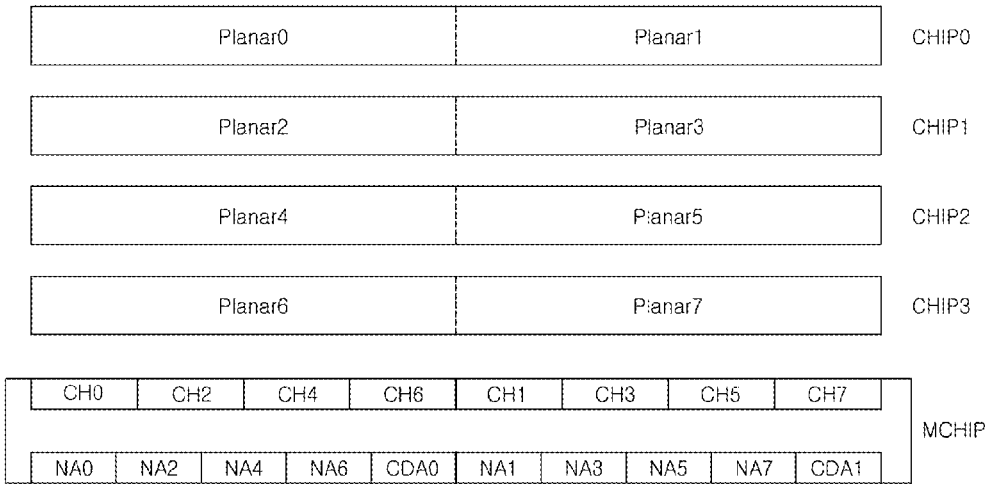 Planar0 Planar1 CHIP0
Planar2 Planar3 CHIP1
Planar4 Planar5 CHIP2
Planar6 Planar7 CHIP3
CH0 CH2 CH4 CH6 CH1 CH3 CH5 CH7
MCHIP
NA0 NA2 NA4 NA6 CDA0 NA1 NA3 NA5 NA7 CDA1